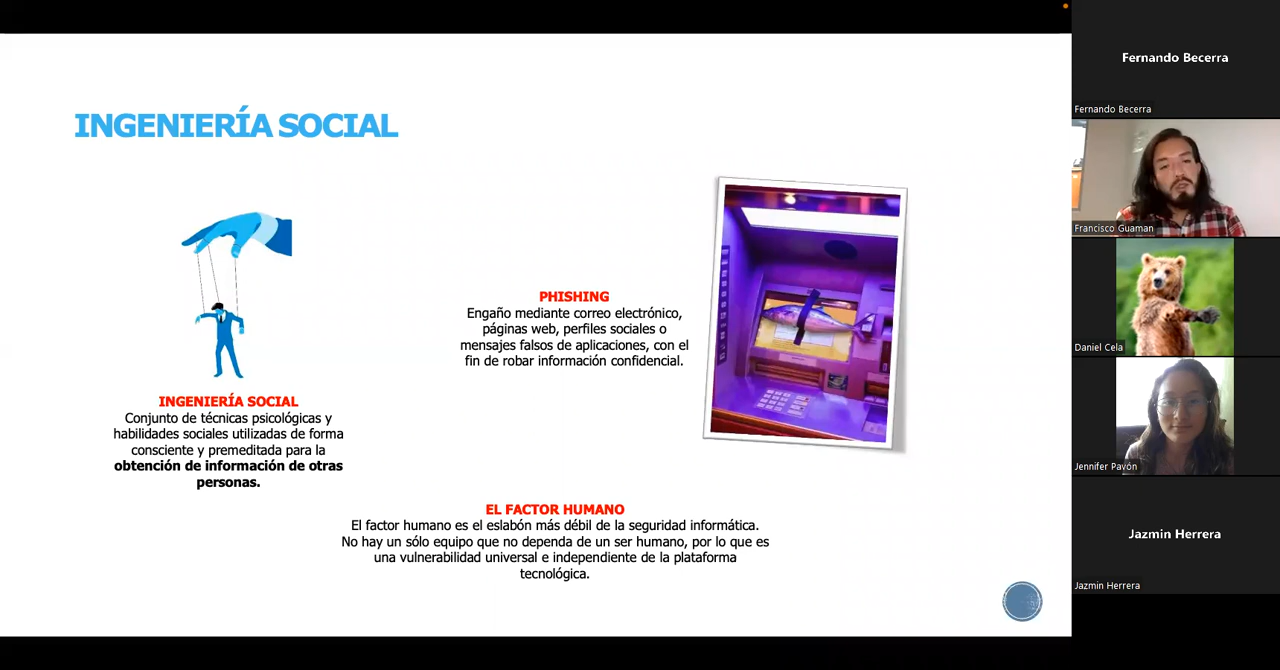 INGENIERÍA SOCIAL
PHISHING
Engaño mediante correo electrónico,
páginas web, perfiles sociales o
mensajes falsos de aplicaciones, con el
fin de robar información confidencial.
INGENIERÍA SOCIAL
Conjunto de técnicas psicológicas y
habilidades sociales utilizadas de forma
consciente y premeditada para la
obtención de información de otras
personas.
EL FACTOR HUMANO
El factor humano es el eslabón más débil de la seguridad informática.
No hay un sólo equipo que no dependa de un ser humano, por lo que es
una vulnerabilidad universal e independiente de la plataforma
tecnológica.
Fernando Becerra
Fernando Becerra
Francisco Guaman
Daniel Cela
Jennifer Pavón
Jazmin Herrera
Jazmin Herrera